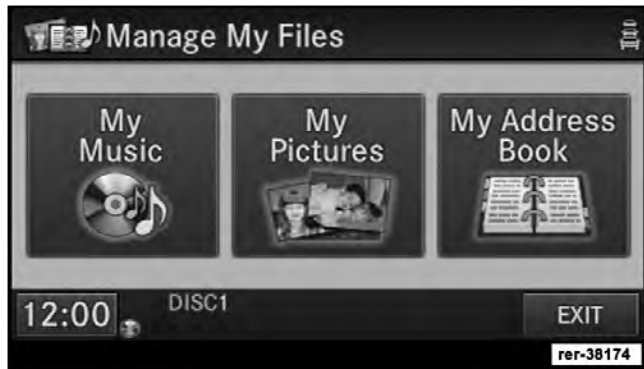 Manage My Files
My
Music
My
Pictures
My Address
Book
12:00
DISC1
EXIT
rer-38174